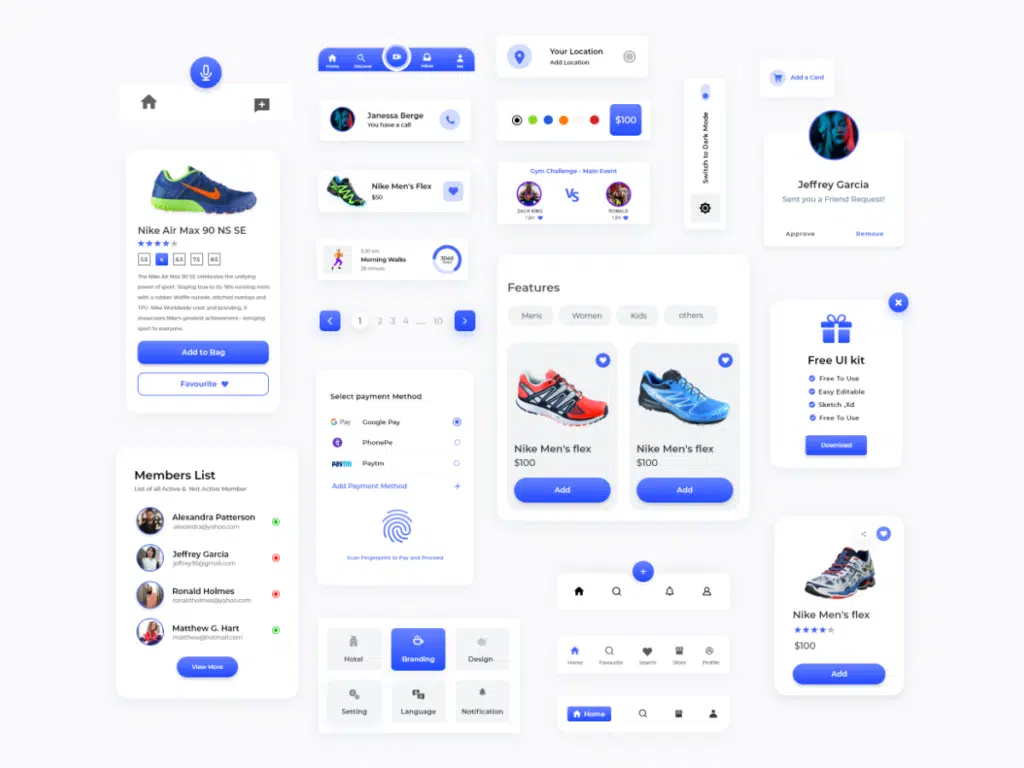 Nike Air Max 90 NS SE
5.5 6 6.5 7.5 8.5
The Nike Air Max 90 SE celebrates the unifying
power of sport. Staying true to its '90s running roots
with a rubber Waffle outsole, stitched overlays and
TPU. Nike Worldwide crest and branding, it
showcases Nike's greatest achievement—bringing
sport to everyone.
Add to Bag
Favourite
Members List
List of all Active & Not Active Member
Alexandra Patterson
alexandra@yahoo.com
Jeffrey Garcia
jeffrey95@gmail.com
Ronald Holmes
ronaldholmes@yahoo.com
Matthew G. Hart
matthew@hotmail.com
View More
Home Discover Inbox Me
Janessa Berge
You have a call
Nike Men's Flex
$50
5:30 am
Morning Walks
35 minute
3048
1 2 3 4 .... 10
Select payment Method
G Pay Google Pay
PhonePe
paytm Paytm
Add Payment Method +
Scan Fingerprint to Pay and Proceed
Hotel Branding Design
Setting Language Notification
Your Location
Add Location
$100
Gym Challenge - Main Event
VS
ZACH KING RONALD
1.2M 1.1M
Switch to Dark Mode
Features
Mens Women Kids others
Nike Men's flex
$100
Add
Nike Men's flex
$100
Add
Home Favourite Search Store Profile
Home
Add a Card
Jeffrey Garcia
Sent you a Friend Request!
Approve Remove
Free UI kit
Free To Use
Easy Editable
Sketch ,Xd
Free To Use
Download
Nike Men's flex
$100
Add